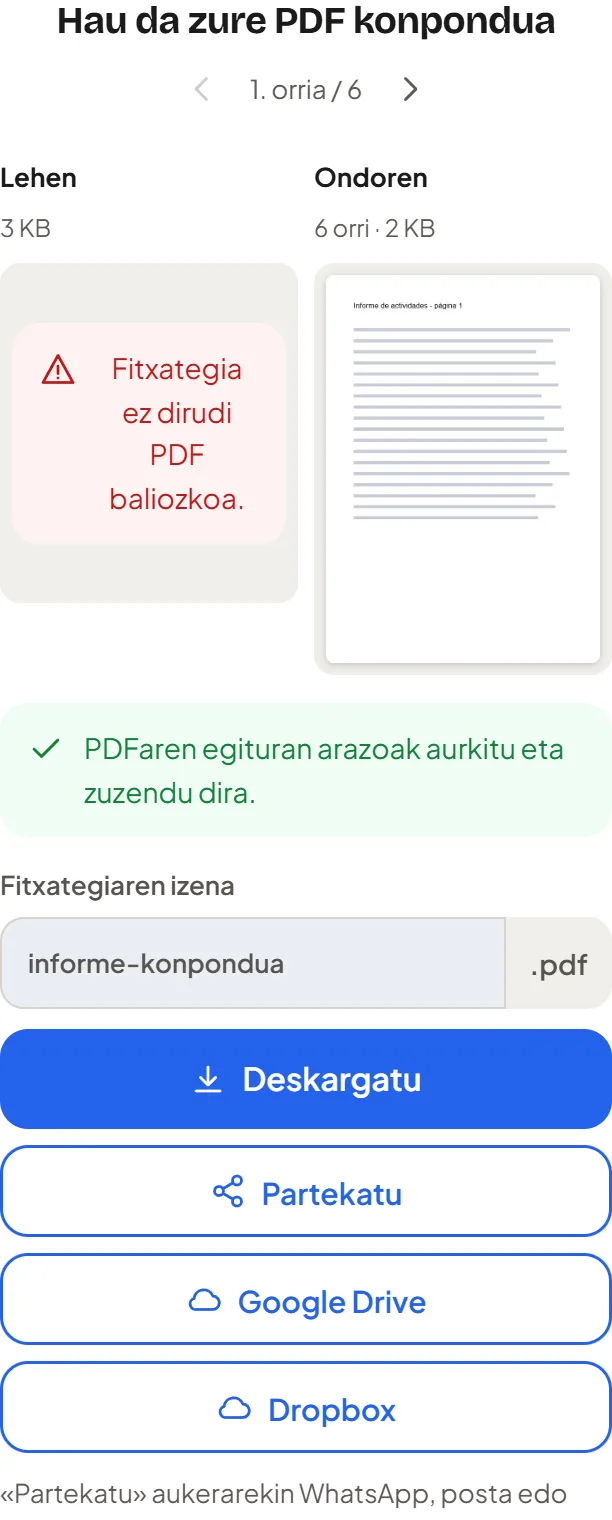 Hau da zure PDF konpondua
1. orria / 6
Lehen
3 KB
Fitxategia
ez dirudi
PDF
baliozkoa.
Ondoren
6 orri · 2 KB
Informe de actividades - página 1
PDFaren egituran arazoak aurkitu eta
zuzendu dira.
Fitxategiaren izena
informe-konpondua
.pdf
Deskargatu
Partekatu
Google Drive
Dropbox
«Partekatu» aukerarekin WhatsApp, posta edo